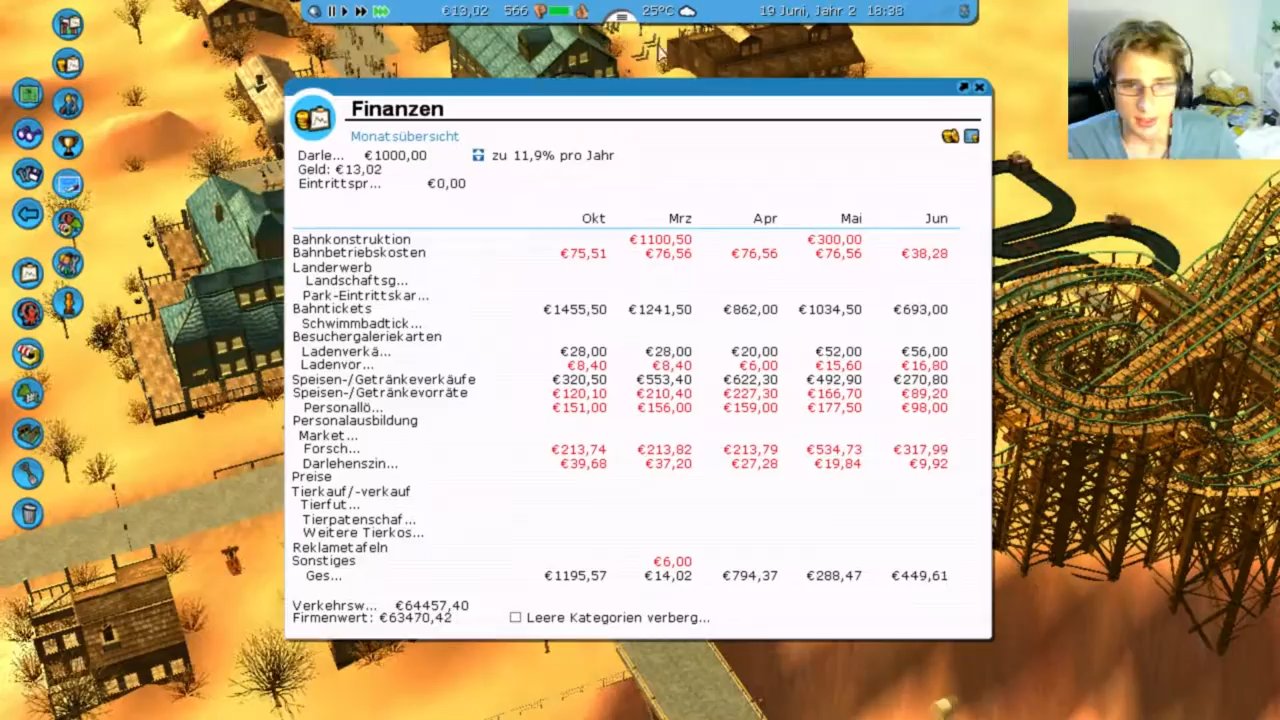 €13,02 566 25°C 19 Juni, Jahr 2 18:33
Finanzen
Monatsübersicht
Darle... €1000,00 zu 11,9% pro Jahr
Geld: €13,02
Eintrittspr... €0,00
Okt Mrz Apr Mai Jun
Bahnkonstruktion €1100,50 €300,00
Bahnbetriebskosten €75,51 €76,56 €76,56 €76,56 €38,28
Landerwerb
Landschaftsg...
Park-Eintrittskar...
Bahntickets €1455,50 €1241,50 €862,00 €1034,50 €693,00
Schwimmbadtick...
Besuchergaleriekarten
Ladenverkä... €28,00 €28,00 €20,00 €52,00 €56,00
Ladenvor... €8,40 €8,40 €6,00 €15,60 €16,80
Speisen-/Getränkeverkäufe €320,50 €553,40 €622,30 €492,90 €270,80
Speisen-/Getränkevorräte €120,10 €210,40 €227,30 €166,70 €89,20
Personallö... €151,00 €156,00 €159,00 €177,50 €98,00
Personalausbildung
Market...
Forsch... €213,74 €213,82 €213,79 €534,73 €317,99
Darlehenszin... €39,68 €37,20 €27,28 €19,84 €9,92
Preise
Tierkauf/-verkauf
Tierfut...
Tierpatenschaf...
Weitere Tierkos...
Reklametafeln
Sonstiges €6,00
Ges... €1195,57 €14,02 €794,37 €288,47 €449,61
Verkehrsw... €64457,40
Firmenwert: €63470,42 Leere Kategorien verberg...